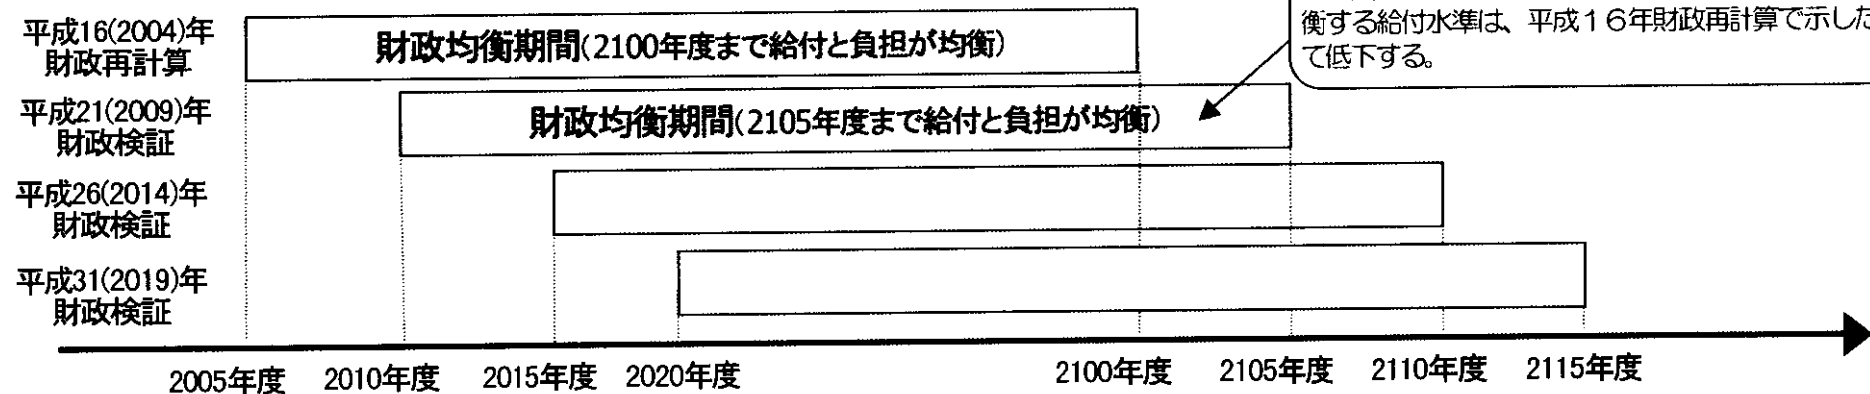 衡する給付水準は、平成16年財政再計算で示した
て低下する。
平成16(2004)年
財政再計算
財政均衡期間(2100年度まで給付と負担が均衡)
平成21(2009)年
財政検証
財政均衡期間(2105年度まで給付と負担が均衡)
平成26(2014)年
財政検証
平成31(2019)年
財政検証
2005年度
2010年度
2015年度
2020年度
2100年度
2105年度
2110年度
2115年度